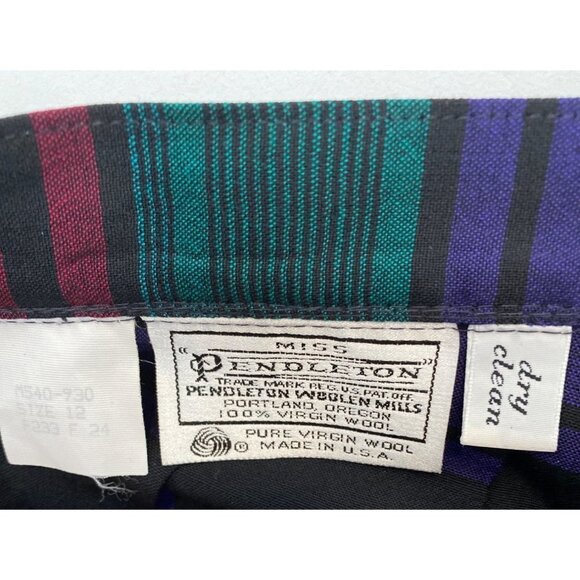 M540-930
SIZE 12
MISS
"PENDLETON"
TRADE MARK REG. U.S. PAT. OFF.
PENDLETON WOOLEN MILLS
PORTLAND, OREGON
100% VIRGIN WOOL
PURE VIRGIN WOOL
® MADE IN U.S.A.
dry
clean